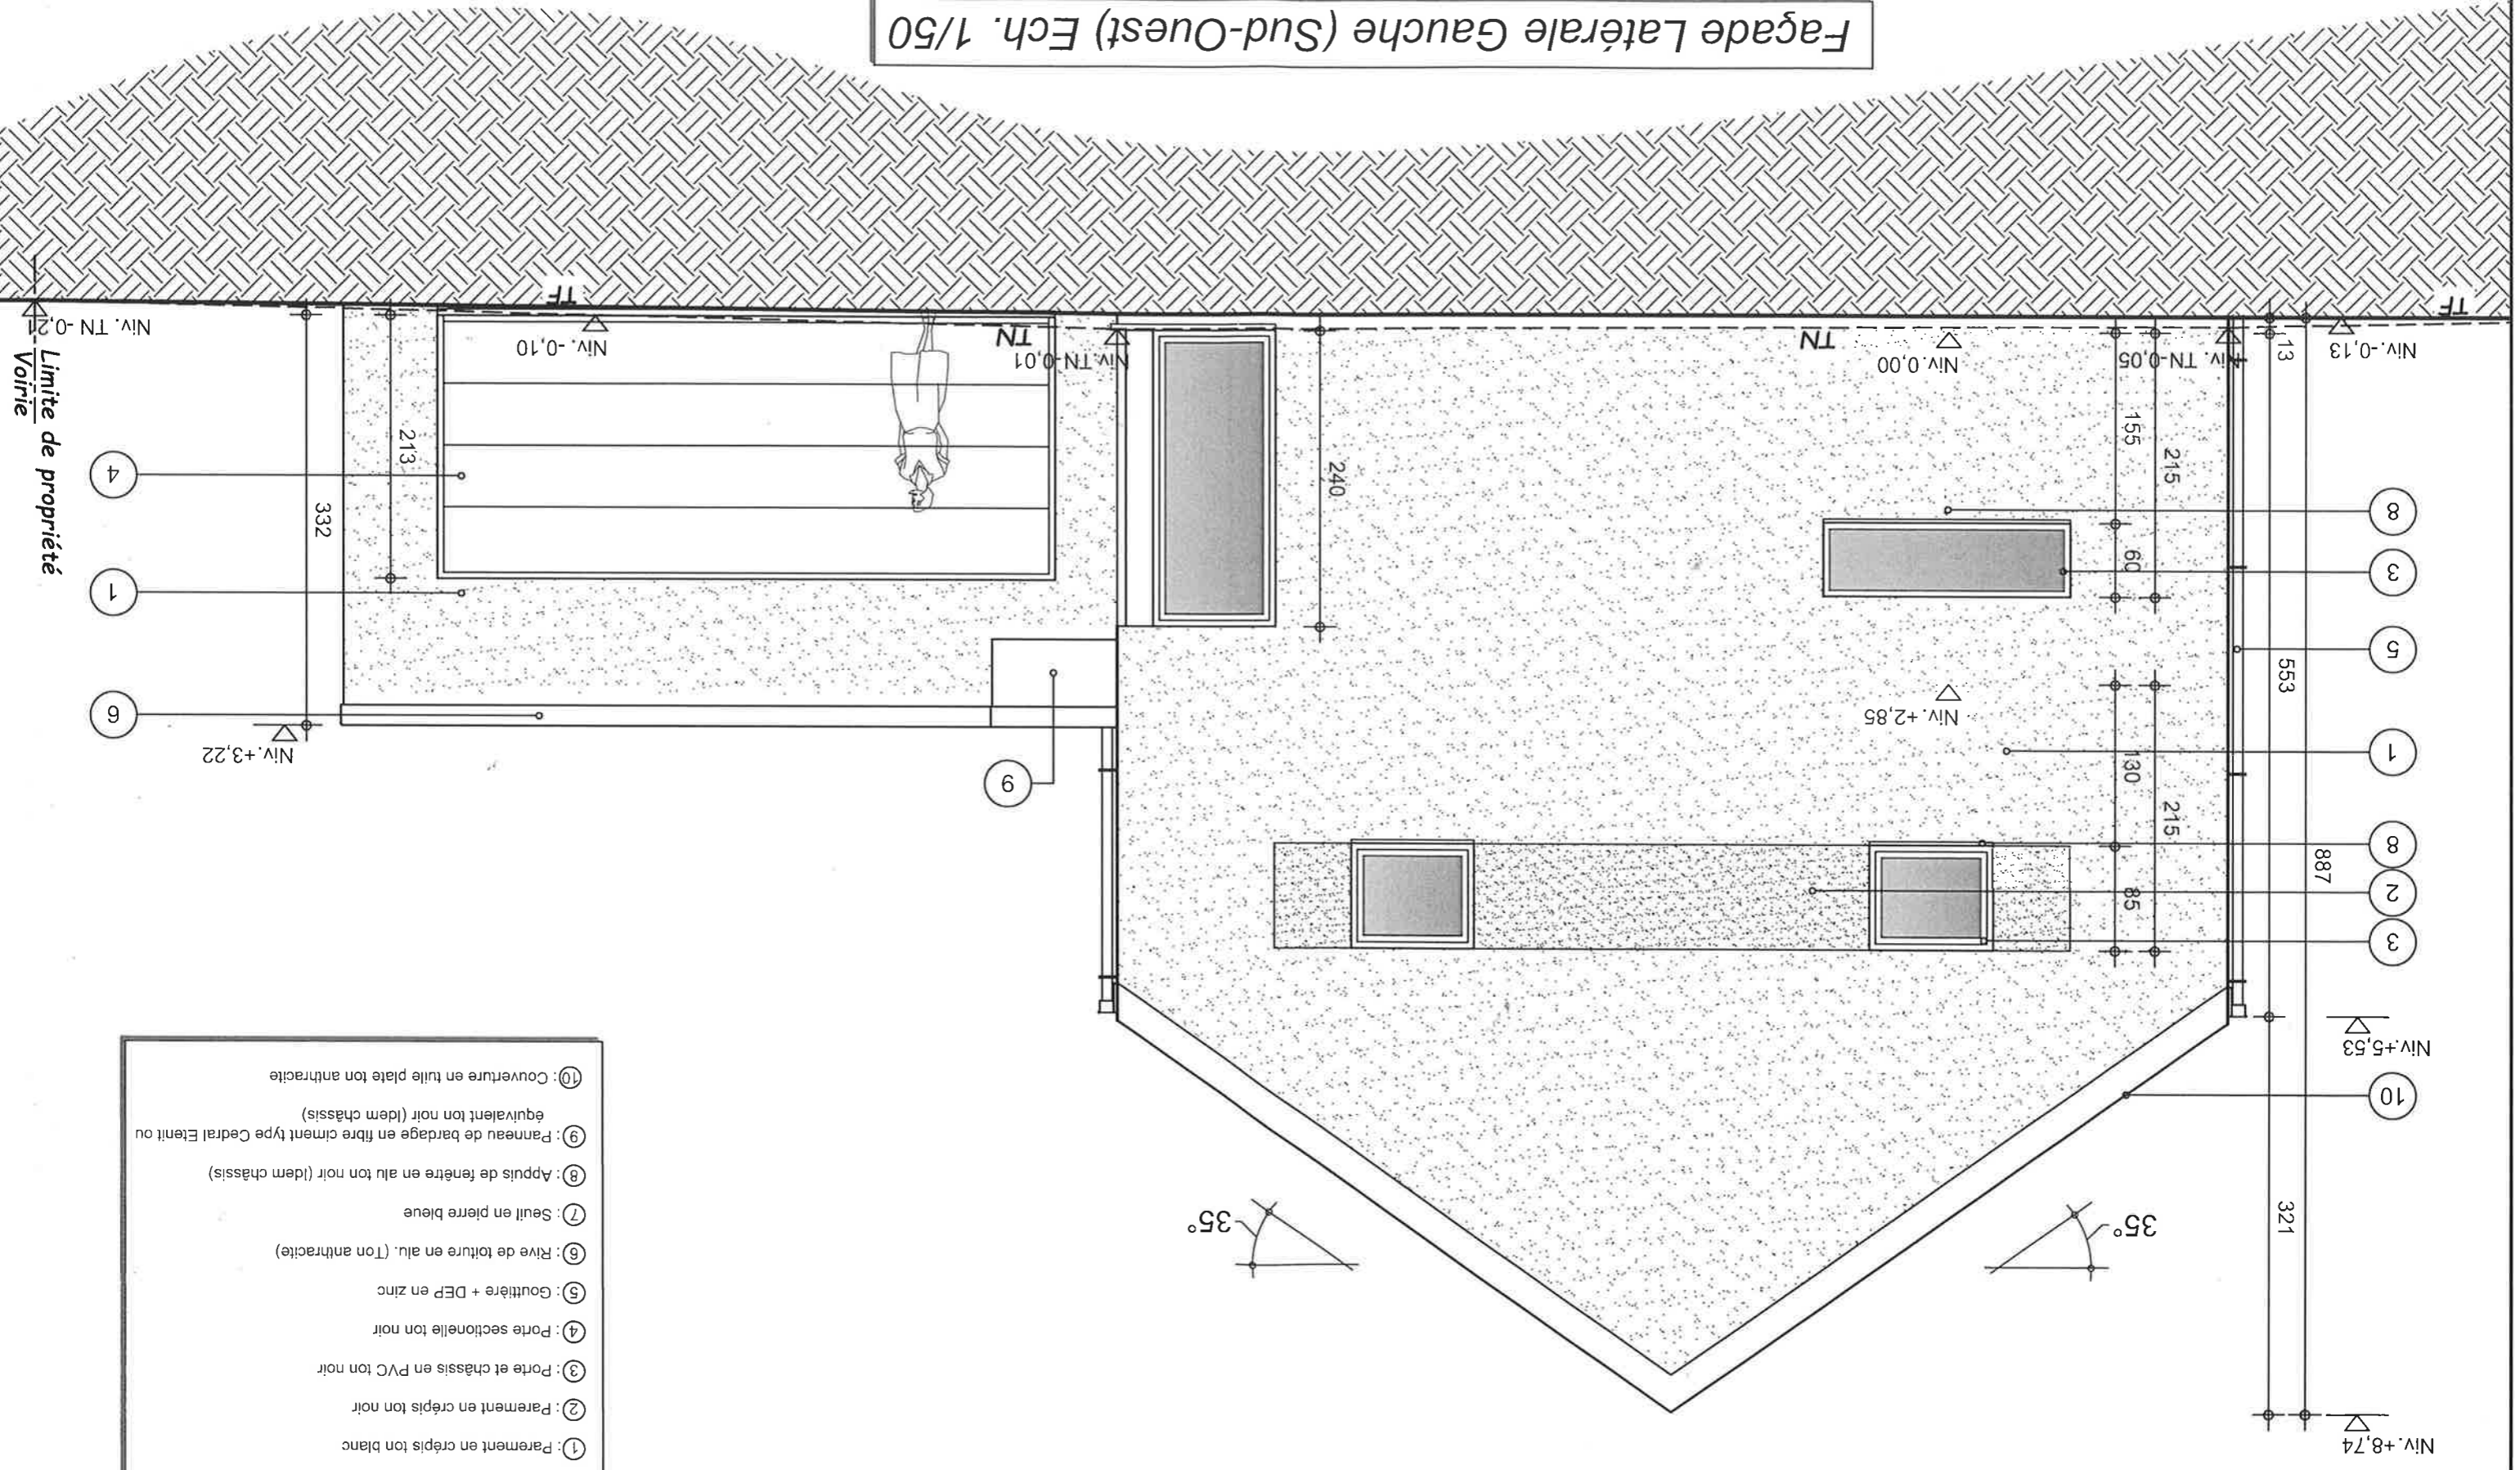 ①: Parement en crépis ton blanc
②: Parement en crépis ton noir
③: Porte et châssis en PVC ton noir
④: Porte sectionelle ton noir
⑤: Gouttière + DEP en zinc
⑥: Rive de toiture en alu. (Ton anthracite)
⑦: Seuil en pierre bleue
⑧: Appuis de fenêtre en alu ton noir (Idem châssis)
⑨: Panneau de bardage en fibre ciment type Cedral Etenit ou
équivalent ton noir (Idem châssis)
⑩: Couverture en tuile plate ton anthracite
Niv.+8,74
321
35°
35°
10
Niv.+5,53
3
2
8
887
85
215
130
1
9
Niv.+3,22
6
Niv.+2,85
553
5
1
3
60
8
332
240
4
215
155
213
Limite de propriété
Voirie
Niv.-0,13
13
Niv. TN-0,05
Niv. 0.00
Niv.TN-0,01
Niv. -0,10
Niv. TN -0,21
TF
TN
TN
TF
Façade Latérale Gauche (Sud-Ouest) Ech. 1/50